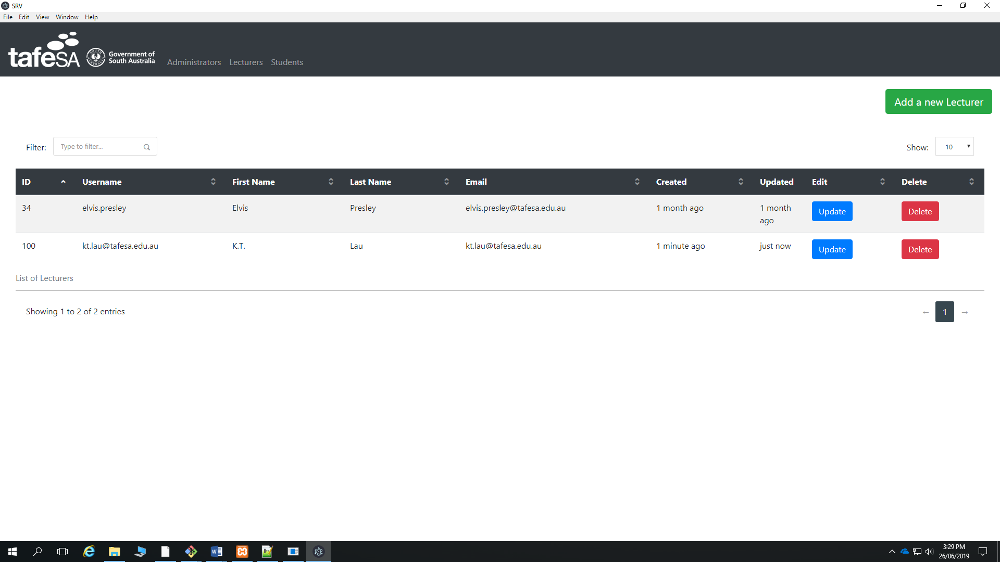 SRV
File Edit View Window Help
tafeSA
Government of
South Australia
Administrators Lecturers Students
Add a new Lecturer
Filter: Type to filter... Show: 10
ID Username First Name Last Name Email Created Updated Edit Delete
34 elvis.presley Elvis Presley elvis.presley@tafesa.edu.au 1 month ago 1 month ago Update Delete
100 kt.lau@tafesa.edu.au K.T. Lau kt.lau@tafesa.edu.au 1 minute ago just now Update Delete
List of Lecturers
Showing 1 to 2 of 2 entries ← 1 →
3:29 PM
26/06/2019